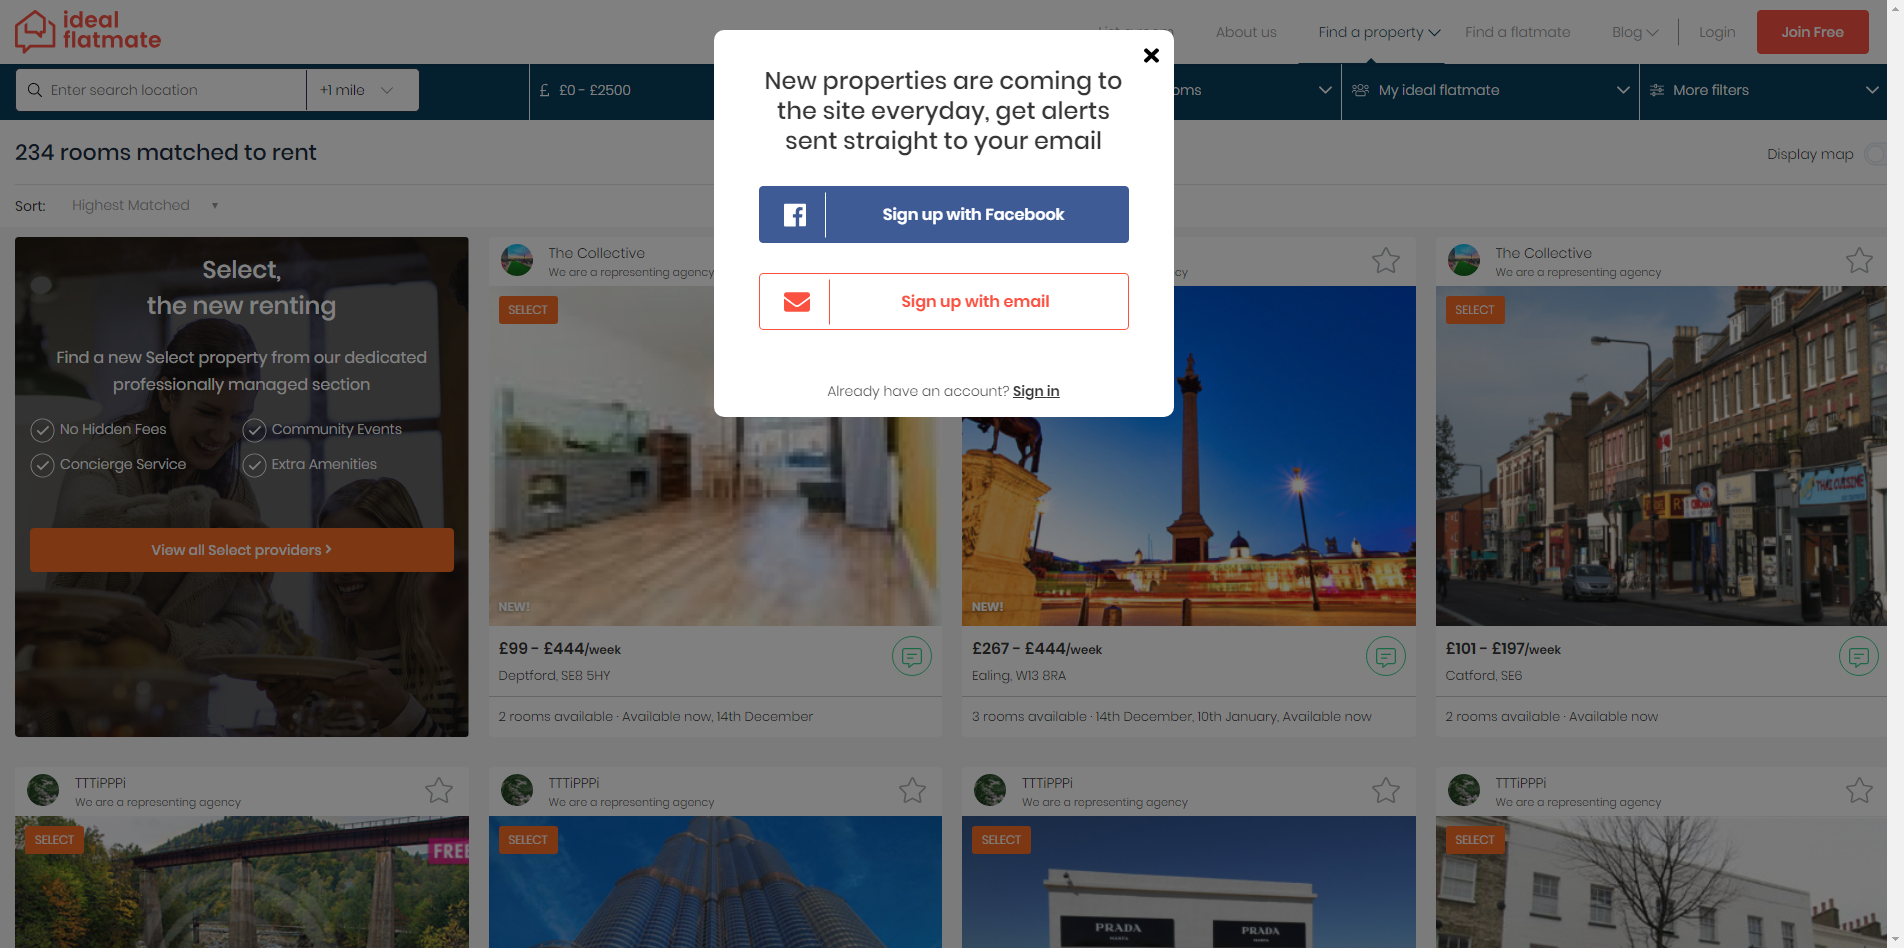 ideal
flatmate
About us
Find a property
Find a flatmate
Blog
Login
Join Free
Enter search location
+1 mile
£ £0 - £2500
My ideal flatmate
More filters
234 rooms matched to rent
Display map
Sort: Highest Matched
New properties are coming to
the site everyday, get alerts
sent straight to your email
Sign up with Facebook
Sign up with email
Already have an account? Sign in
Select,
the new renting
Find a new Select property from our dedicated
professionally managed section
No Hidden Fees
Community Events
Concierge Service
Extra Amenities
View all Select providers
The Collective
We are a representing agency
SELECT
NEW!
£99 - £444/week
Deptford, SE8 5HY
2 rooms available · Available now, 14th December
NEW!
£267 - £444/week
Ealing, W13 8RA
3 rooms available · 14th December, 10th January, Available now
The Collective
We are a representing agency
SELECT
THAI CUISINE
£101 - £197/week
Catford, SE6
2 rooms available · Available now
TTTiPPPi
We are a representing agency
SELECT
FREE
TTTiPPPi
We are a representing agency
SELECT
TTTiPPPi
We are a representing agency
SELECT
PRADA
PRADA
TTTiPPPi
We are a representing agency
SELECT